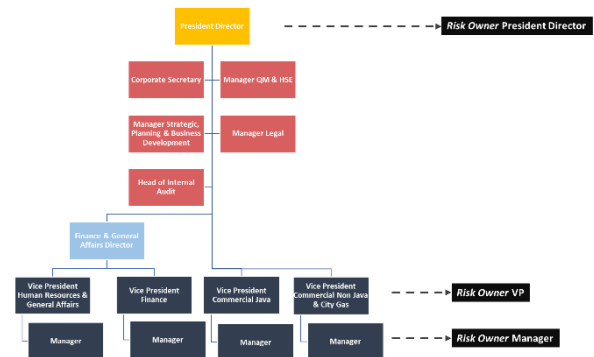 President Director
Risk Owner President Director
Corporate Secretary
Manager QM & HSE
Manager Strategic,
Planning & Business
Development
Manager Legal
Head of Internal
Audit
Finance & General
Affairs Director
Vice President
Human Resources &
General Affairs
Vice President
Finance
Vice President
Commercial Java
Vice President
Commercial Non Java
& City Gas
Risk Owner VP
Manager
Manager
Manager
Manager
Risk Owner Manager